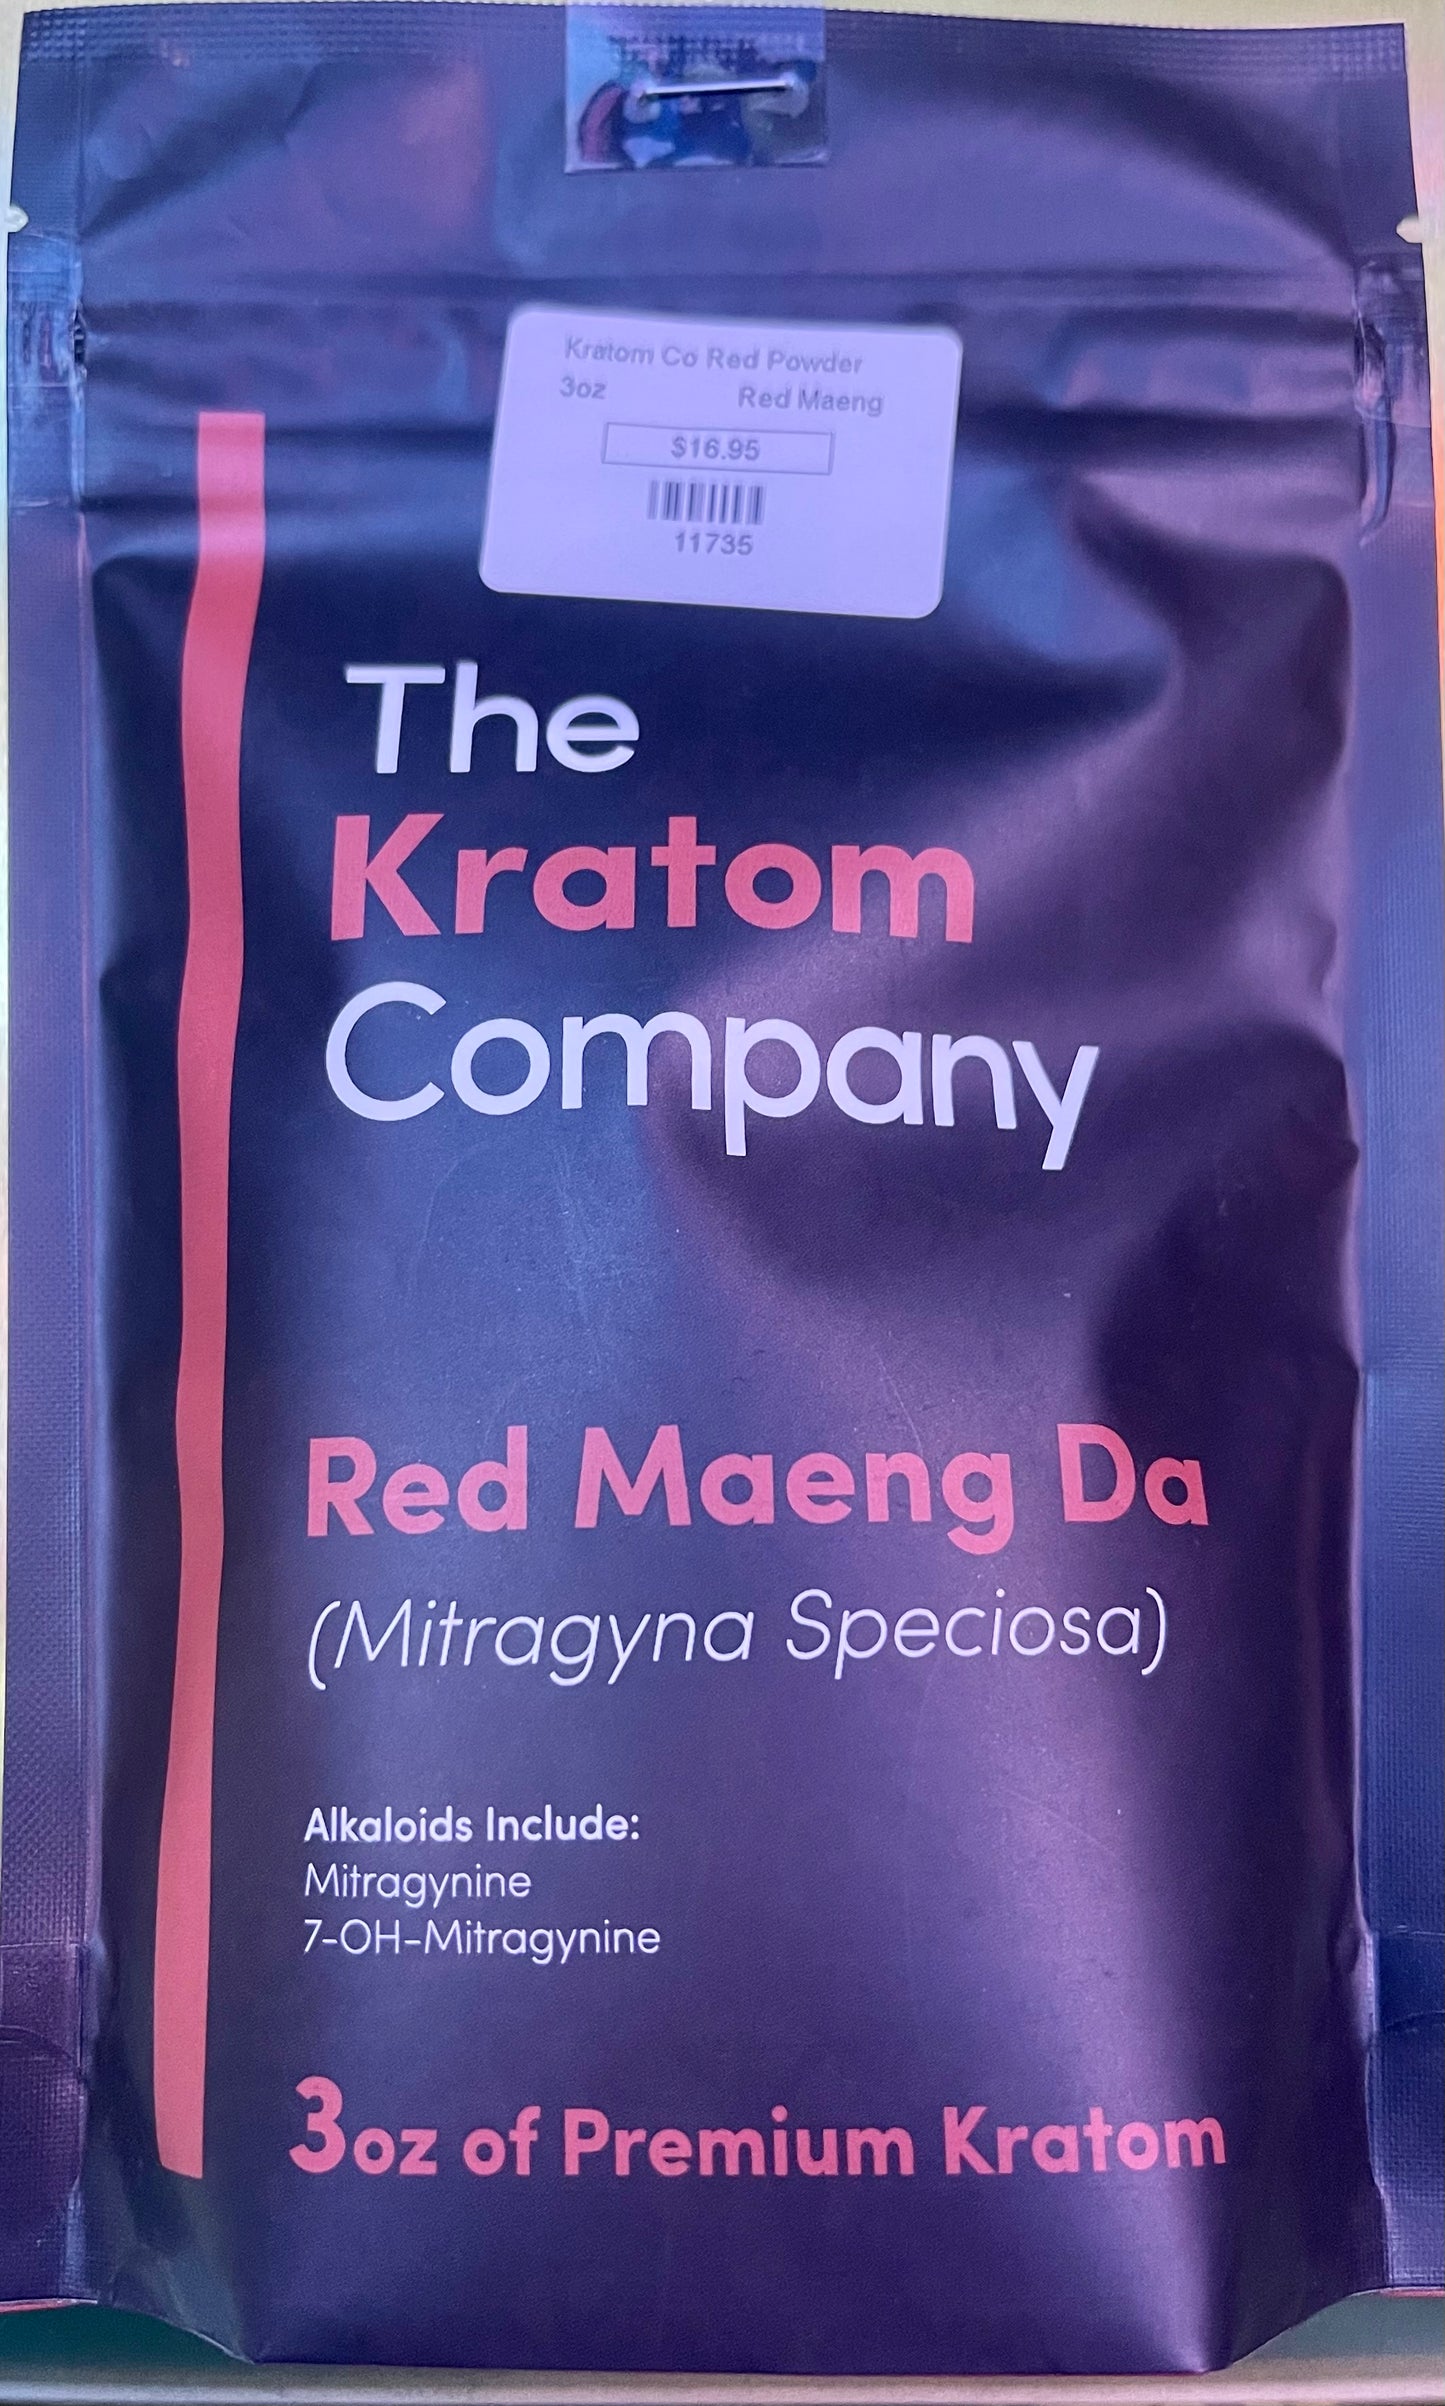 Kratom Co Red Powder
3oz Red Maeng
$16.95
11735
The
Kratom
Company
Red Maeng Da
(Mitragyna Speciosa)
Alkaloids Include:
Mitragynine
7-OH-Mitragynine
3oz of Premium Kratom